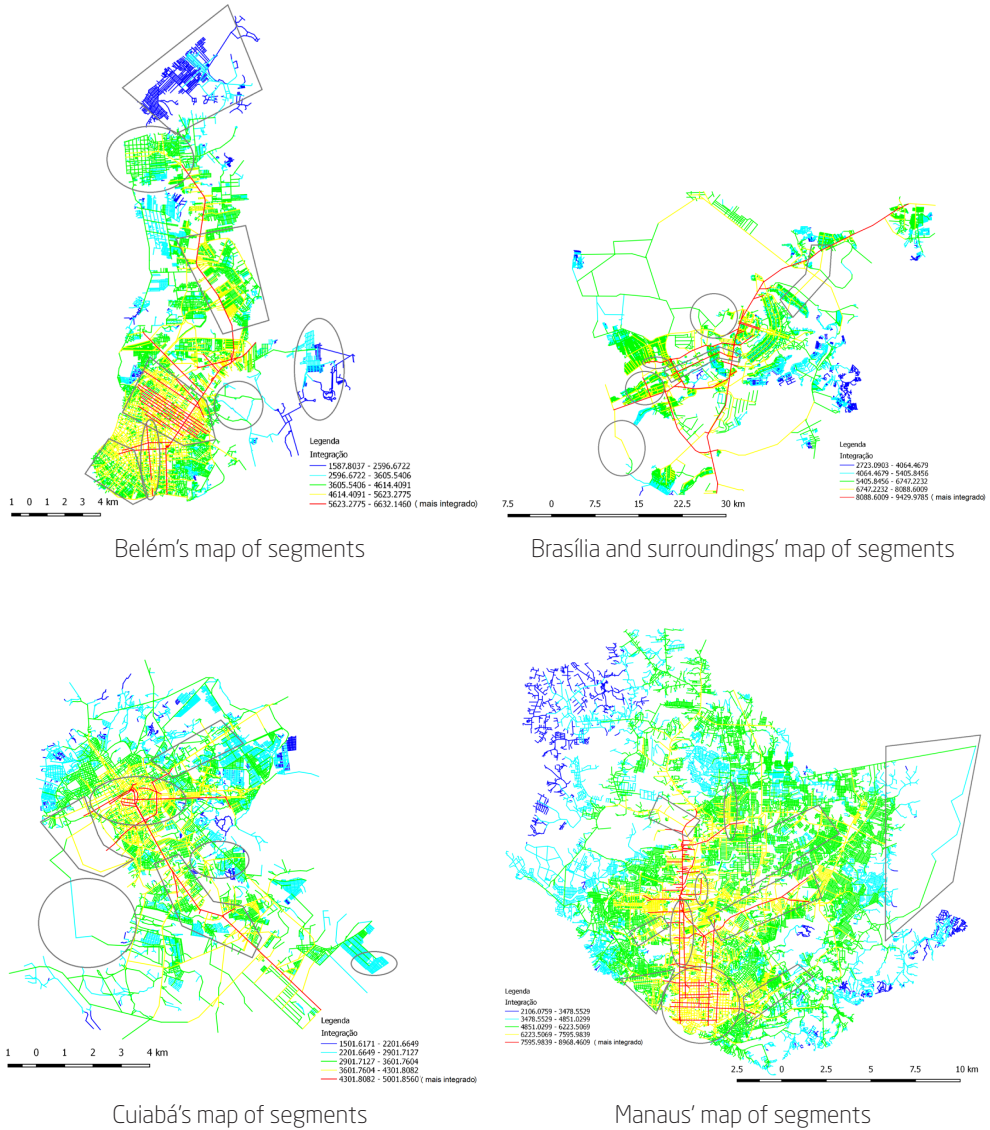 Legenda
Integração
1587.8037 - 2596.6722
2596.6722 - 3605.5406
3605.5406 - 4614.4091
4614.4091 - 5623.2775
5623.2775 - 6632.1460 ( mais integrado)
1 0 1 2 3 4 km
Belém's map of segments
Legenda
Integração
2723.0903 - 4064.4679
4064.4679 - 5405.8456
5405.8456 - 6747.2232
6747.2232 - 8088.6009
8088.6009 - 9429.9785 ( mais integrado)
7.5 0 7.5 15 22.5 30 km
Brasília and surroundings' map of segments
Legenda
Integração
1501.6171 - 2201.6649
2201.6649 - 2901.7127
2901.7127 - 3601.7604
3601.7604 - 4301.8082
4301.8082 - 5001.8560 ( mais integrado)
1 0 1 2 3 4 km
Cuiabá's map of segments
Legenda
Integração
2106.0759 - 3478.5529
3478.5529 - 4851.0299
4851.0299 - 6223.5069
6223.5069 - 7595.9839
7595.9839 - 8968.4609 ( mais integrado)
2.5 0 2.5 5 7.5 10 km
Manaus' map of segments